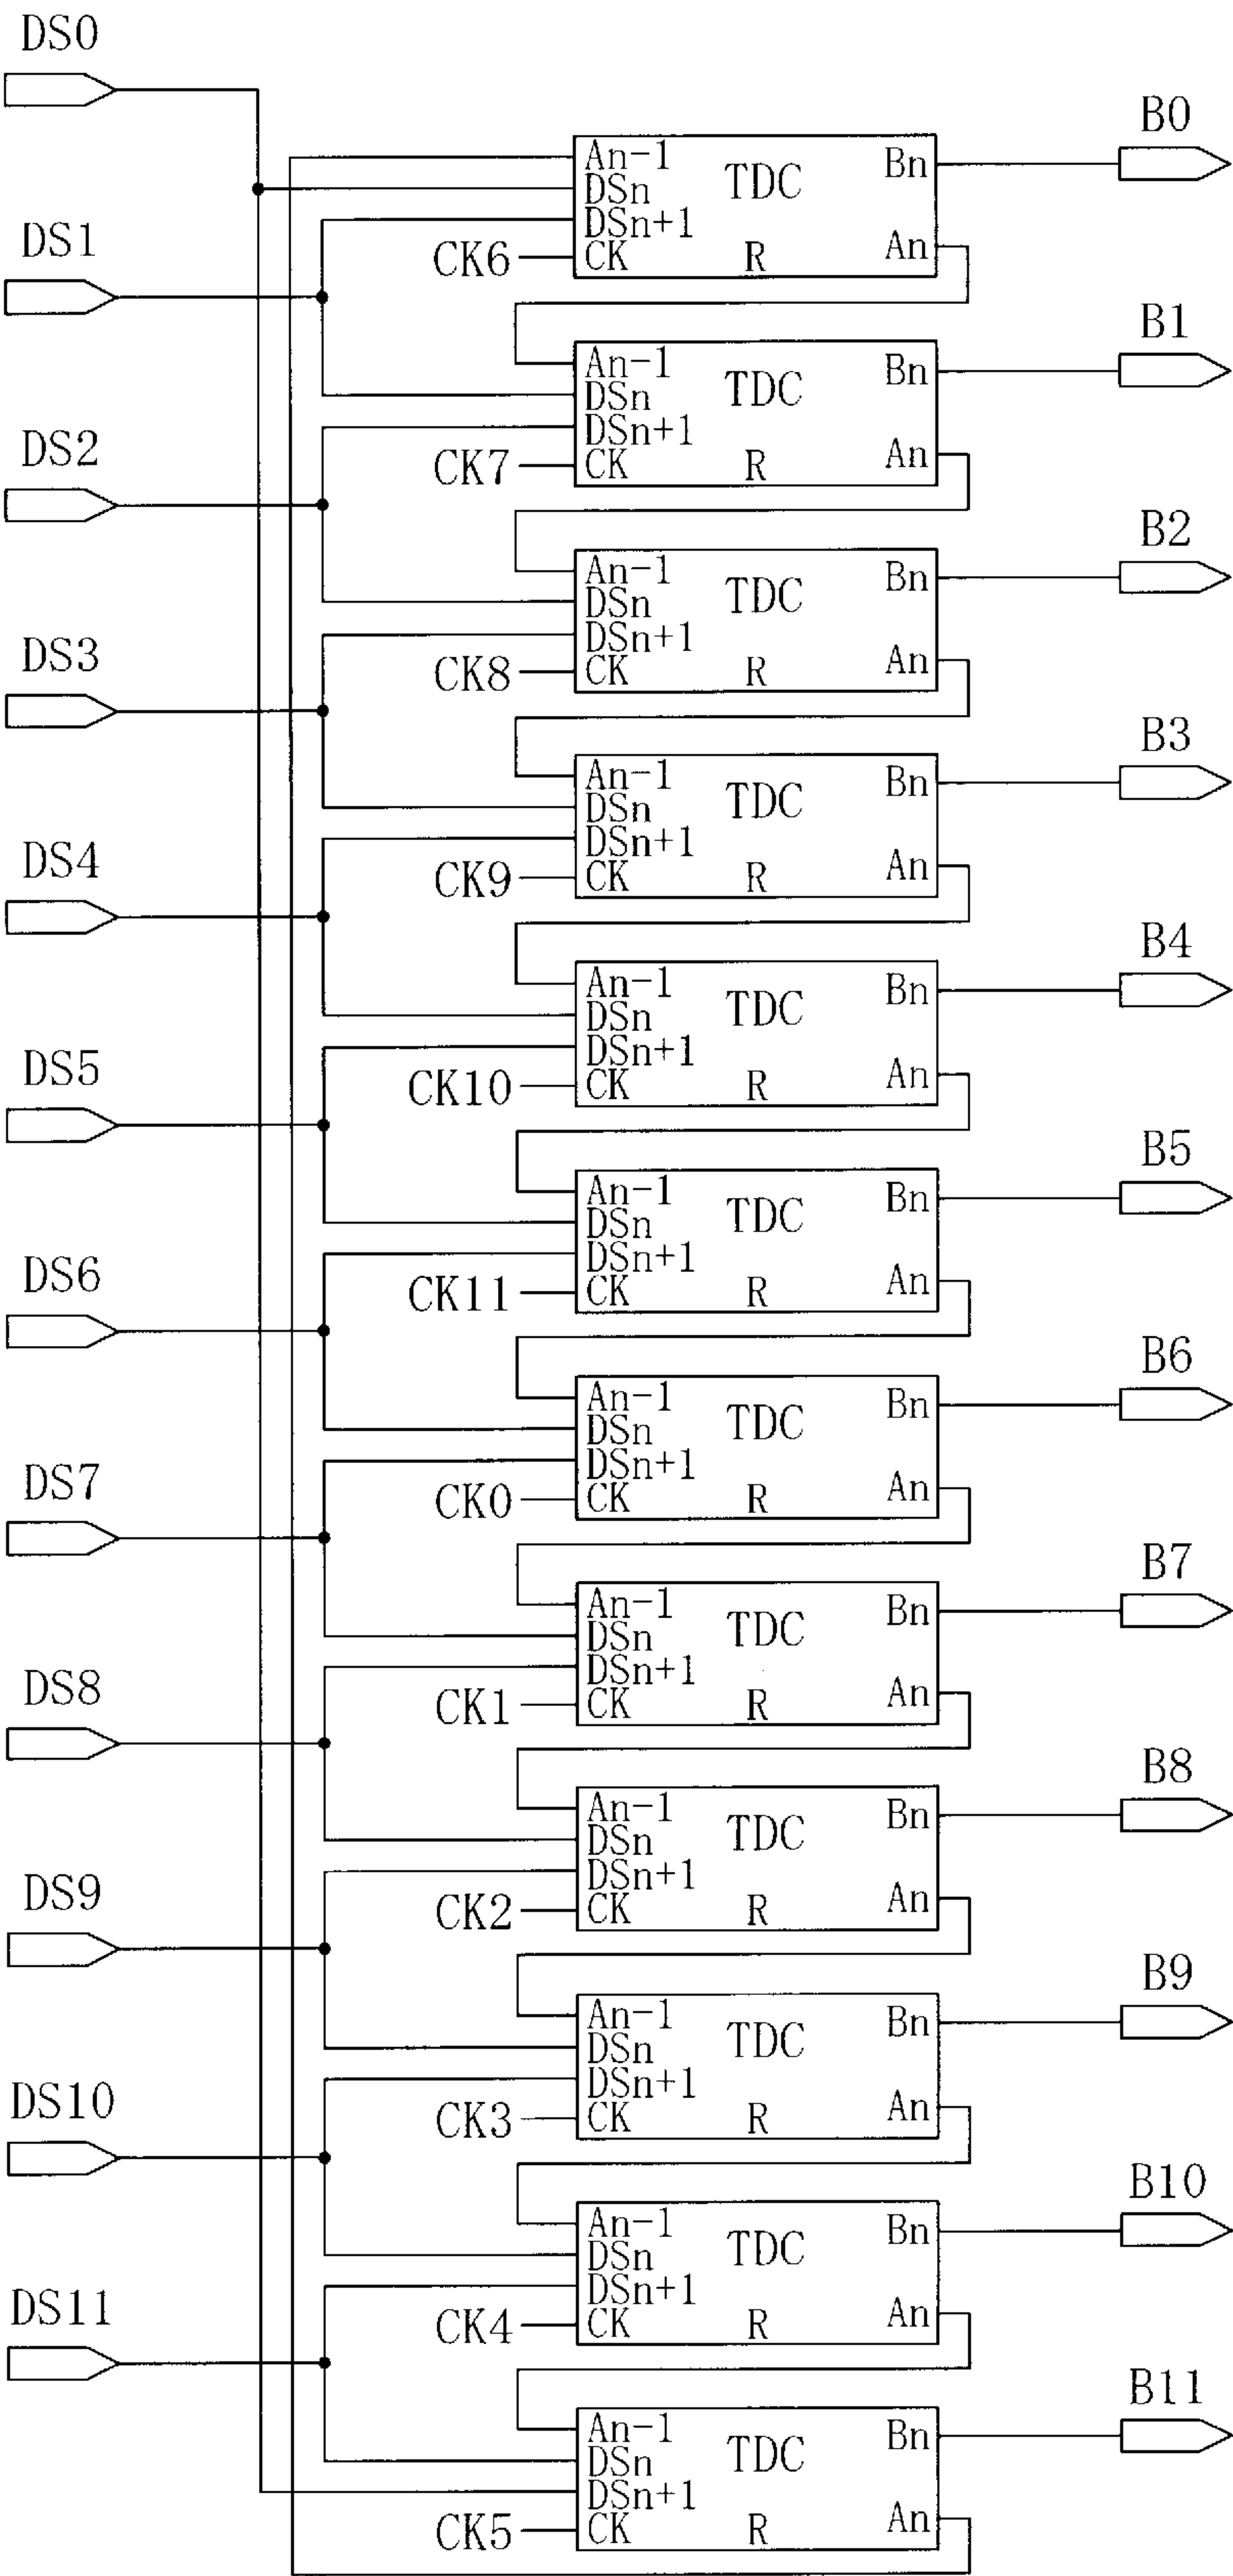 DS0
B0
An-1
TDC
Bn
DSn
DS1
DSn+1
CK6
CK
R
An
B1
An-1
TDC
Bn
DSn
DS2
DSn+1
CK7
CK
R
An
B2
An-1
TDC
Bn
DSn
DS3
DSn+1
CK8
CK
R
An
B3
An-1
TDC
Bn
DSn
DS4
DSn+1
CK9
CK
R
An
B4
An-1
TDC
Bn
DSn
DS5
DSn+1
CK10
CK
R
An
B5
An-1
TDC
Bn
DSn
DS6
DSn+1
CK11
CK
R
An
B6
An-1
TDC
Bn
DSn
DS7
DSn+1
CK0
CK
R
An
B7
An-1
TDC
Bn
DSn
DS8
DSn+1
CK1
CK
R
An
B8
An-1
TDC
Bn
DSn
DS9
DSn+1
CK2
CK
R
An
B9
An-1
TDC
Bn
DSn
DS10
DSn+1
CK3
CK
R
An
B10
An-1
TDC
Bn
DSn
DS11
DSn+1
CK4
CK
R
An
B11
An-1
TDC
Bn
DSn
DSn+1
CK5
CK
R
An